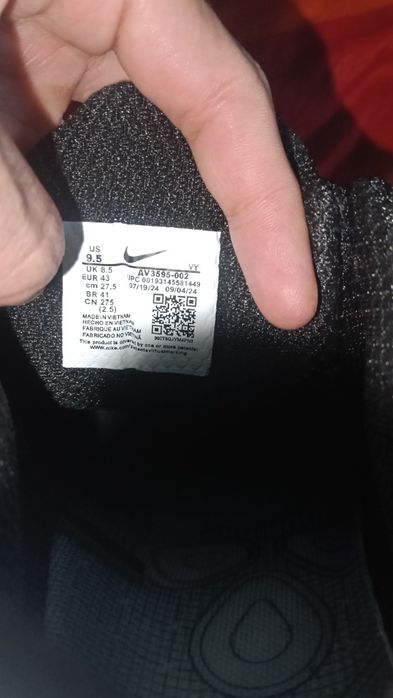 US
9.5
VY
UK 8.5
AV3595-002
EUR 43
UPC 00193145581449
cm 27.5
07/19/24 09/04/24
BR 41
CN 275
(2.5)
MADE IN VIETNAM
HECHO EN VIETNAM
FABRIQUE AU VIETNAM
FABRICADO NO VIETNAM
This product is covered by one or more patents: